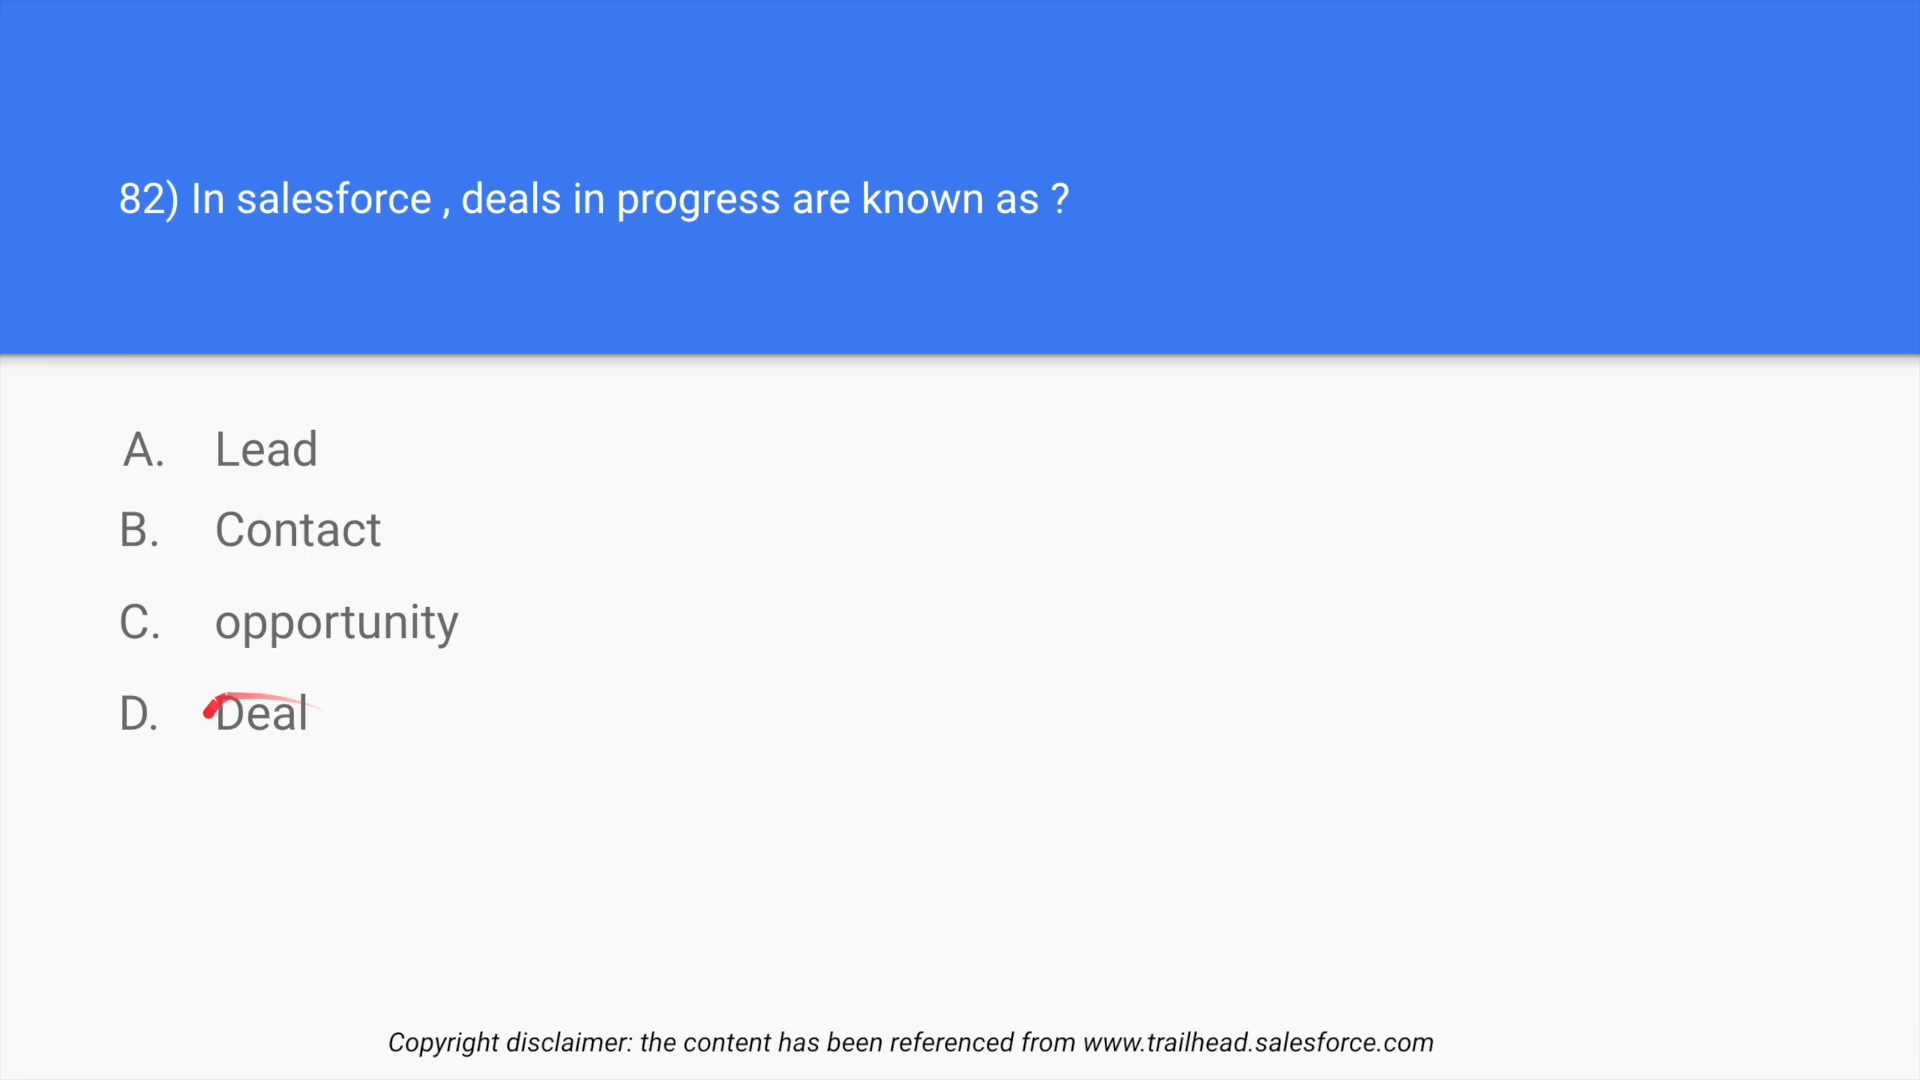 82) In salesforce , deals in progress are known as ?
A. Lead
B. Contact
C. opportunity
D. Deal
Copyright disclaimer: the content has been referenced from www.trailhead.salesforce.com